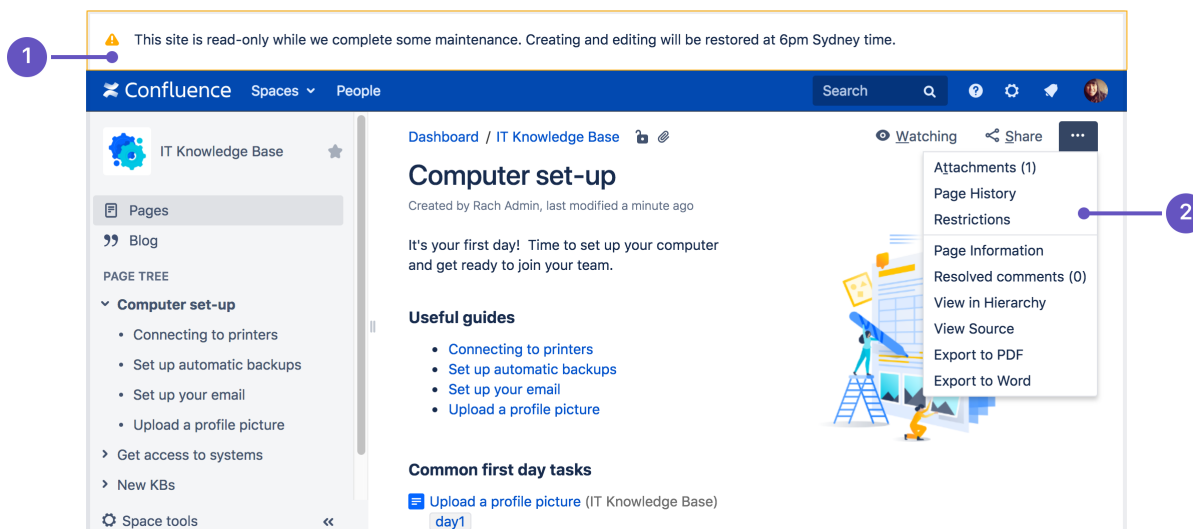 This site is read-only while we complete some maintenance. Creating and editing will be restored at 6pm Sydney time.
1
Confluence Spaces People Search
IT Knowledge Base
Pages
Blog
PAGE TREE
Computer set-up
• Connecting to printers
• Set up automatic backups
• Set up your email
• Upload a profile picture
Get access to systems
New KBs
Space tools
Dashboard / IT Knowledge Base
Watching Share
Computer set-up
Created by Rach Admin, last modified a minute ago
It's your first day! Time to set up your computer
and get ready to join your team.
Useful guides
• Connecting to printers
• Set up automatic backups
• Set up your email
• Upload a profile picture
Common first day tasks
Upload a profile picture (IT Knowledge Base)
day1
Attachments (1)
Page History
Restrictions
Page Information
Resolved comments (0)
View in Hierarchy
View Source
Export to PDF
Export to Word
2